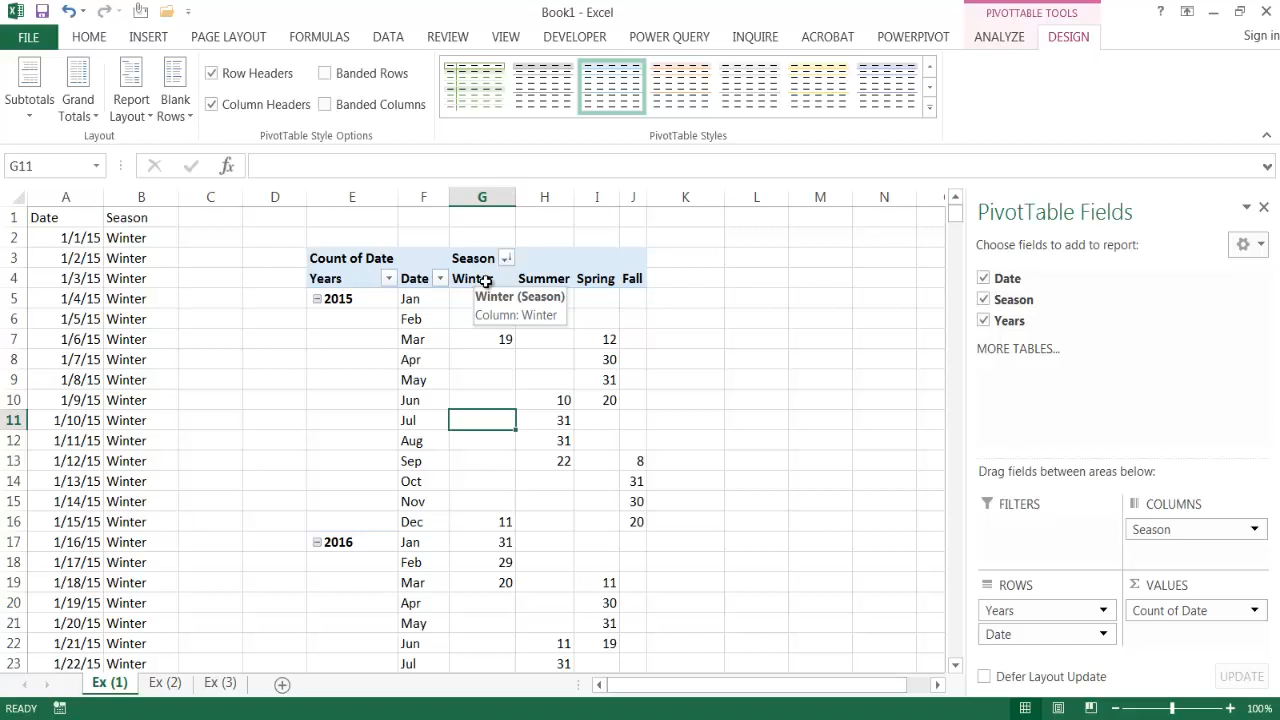 Book1 - Excel
PIVOTTABLE TOOLS
?
FILE HOME INSERT PAGE LAYOUT FORMULAS DATA REVIEW VIEW DEVELOPER POWER QUERY INQUIRE ACROBAT POWERPIVOT ANALYZE DESIGN Sign in
Subtotals
Grand Totals
Report Layout
Blank Rows
Row Headers Banded Rows
Column Headers Banded Columns
Layout PivotTable Style Options PivotTable Styles
G11 fx
A B C D E F G H I J K L M N
1 Date Season
2 1/1/15 Winter
3 1/2/15 Winter Count of Date Season
4 1/3/15 Winter Years Date Winter Summer Spring Fall
5 1/4/15 Winter 2015 Jan
6 1/5/15 Winter Feb
Winter (Season)
Column: Winter
7 1/6/15 Winter Mar 19 12
8 1/7/15 Winter Apr 30
9 1/8/15 Winter May 31
10 1/9/15 Winter Jun 10 20
11 1/10/15 Winter Jul 31
12 1/11/15 Winter Aug 31
13 1/12/15 Winter Sep 22 8
14 1/13/15 Winter Oct 31
15 1/14/15 Winter Nov 30
16 1/15/15 Winter Dec 11 20
17 1/16/15 Winter 2016 Jan 31
18 1/17/15 Winter Feb 29
19 1/18/15 Winter Mar 20 11
20 1/19/15 Winter Apr 30
21 1/20/15 Winter May 31
22 1/21/15 Winter Jun 11 19
23 1/22/15 Winter Jul 31
Ex (1) Ex (2) Ex (3)
PivotTable Fields
Choose fields to add to report:
Date
Season
Years
MORE TABLES...
Drag fields between areas below:
FILTERS
COLUMNS
Season
ROWS
Years
Date
Σ VALUES
Count of Date
Defer Layout Update UPDATE
READY 100%